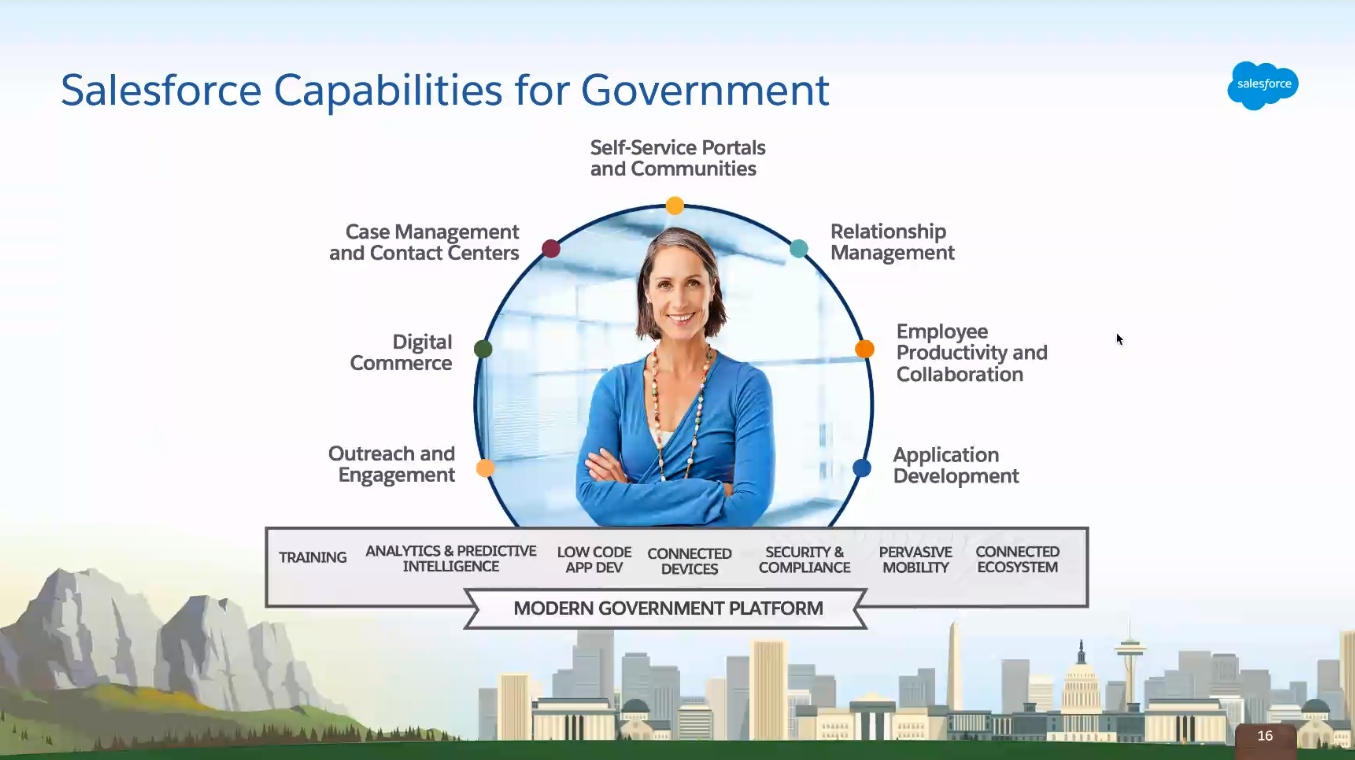 Salesforce Capabilities for Government
salesforce
Self-Service Portals
and Communities
Case Management
and Contact Centers
Relationship
Management
Digital
Commerce
Employee
Productivity and
Collaboration
Outreach and
Engagement
Application
Development
TRAINING
ANALYTICS & PREDICTIVE
INTELLIGENCE
LOW CODE
APP DEV
CONNECTED
DEVICES
SECURITY &
COMPLIANCE
PERVASIVE
MOBILITY
CONNECTED
ECOSYSTEM
MODERN GOVERNMENT PLATFORM
16